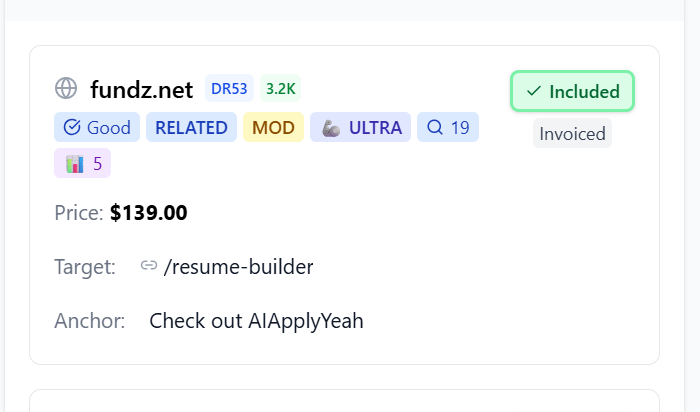 fundz.net DR53 3.2K
✓ Included
Good RELATED MOD 💪 ULTRA 19
Invoiced
📊 5
Price: $139.00
Target: /resume-builder
Anchor: Check out AIApplyYeah